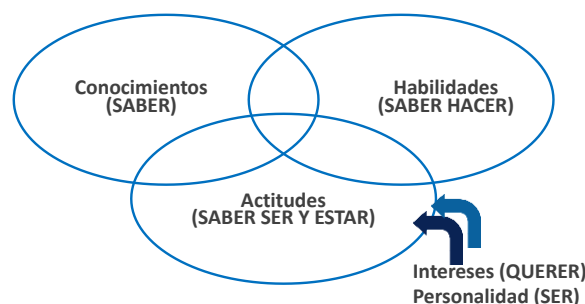 Conocimientos
(SABER)
Habilidades
(SABER HACER)
Actitudes
(SABER SER Y ESTAR)
Intereses (QUERER)
Personalidad (SER)